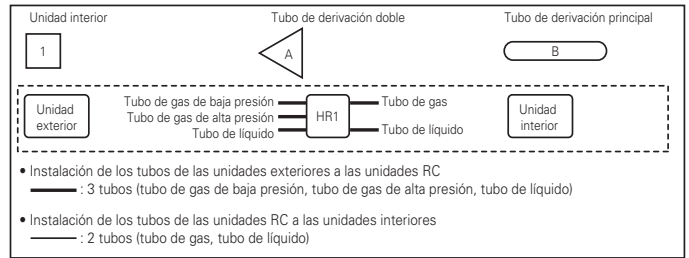 Unidad interior
Tubo de derivación doble
Tubo de derivación principal
1
A
B
Unidad exterior
Tubo de gas de baja presión
Tubo de gas de alta presión
Tubo de líquido
HR1
Tubo de gas
Tubo de líquido
Unidad interior
• Instalación de los tubos de las unidades exteriores a las unidades RC
: 3 tubos (tubo de gas de baja presión, tubo de gas de alta presión, tubo de líquido)
• Instalación de los tubos de las unidades RC a las unidades interiores
: 2 tubos (tubo de gas, tubo de líquido)